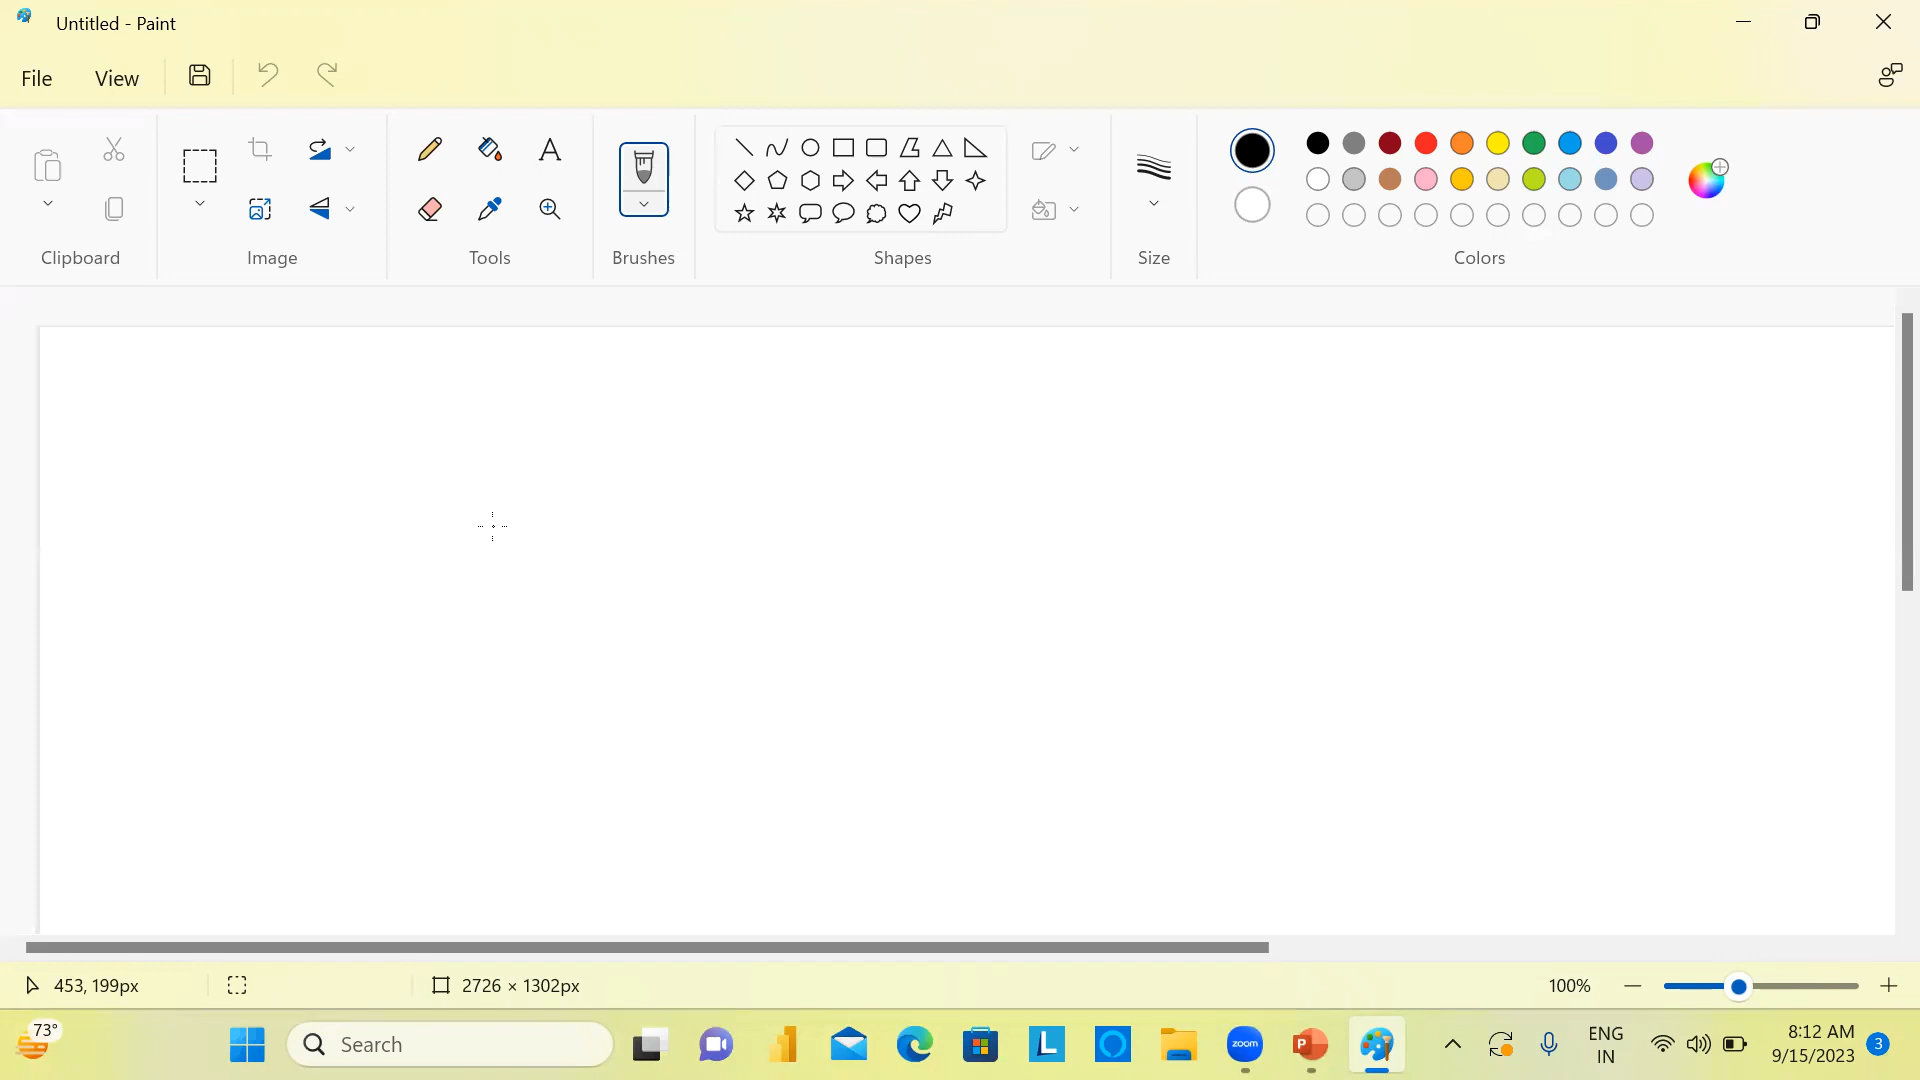 Untitled - Paint
File View
Clipboard Image Tools Brushes Shapes Size Colors
453, 199px 2726 × 1302px 100%
73°
Search
L
zoom
P
ENG
IN
8:12 AM
9/15/2023
3